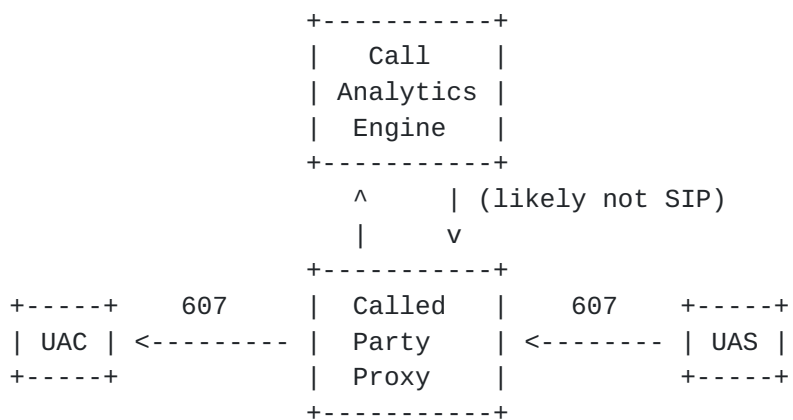 Call
Analytics
Engine
(likely not SIP)
607 Called 607
UAC Party UAS
Proxy